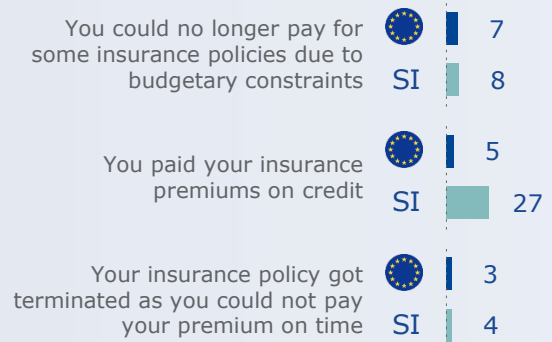 You could no longer pay for
some insurance policies due to
budgetary constraints
7
SI 8
You paid your insurance
premiums on credit
5
SI 27
Your insurance policy got
terminated as you could not pay
your premium on time
3
SI 4